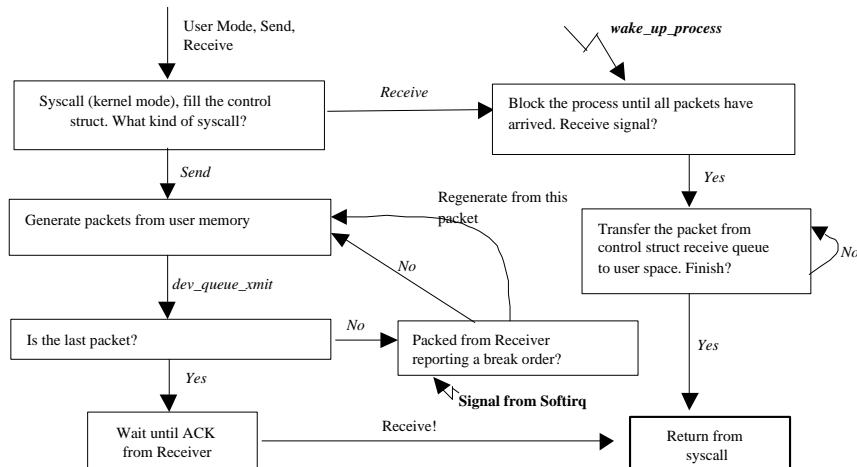 User Mode, Send,
Receive
wake_up_process
Syscall (kernel mode), fill the control
struct. What kind of syscall?
Receive
Block the process until all packets have
arrived. Receive signal?
Send
Yes
Generate packets from user memory
Regenerate from this
packet
Transfer the packet from
control struct receive queue
to user space. Finish?
No
dev_queue_xmit
No
Is the last packet?
No
Packed from Receiver
reporting a break order?
Yes
Yes
Signal from Softirq
Wait until ACK
from Receiver
Receive!
Return from
syscall